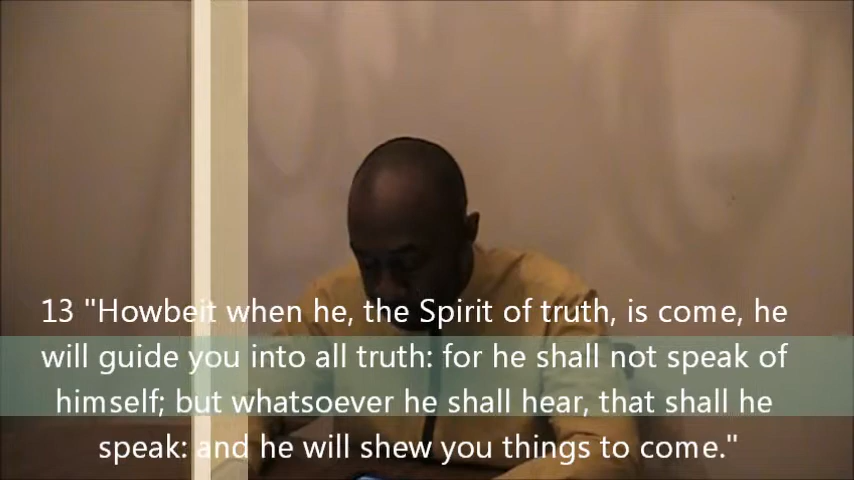 13 "Howbeit when he, the Spirit of truth, is come, he
will guide you into all truth: for he shall not speak of
himself; but whatsoever he shall hear, that shall he
speak: and he will shew you things to come."